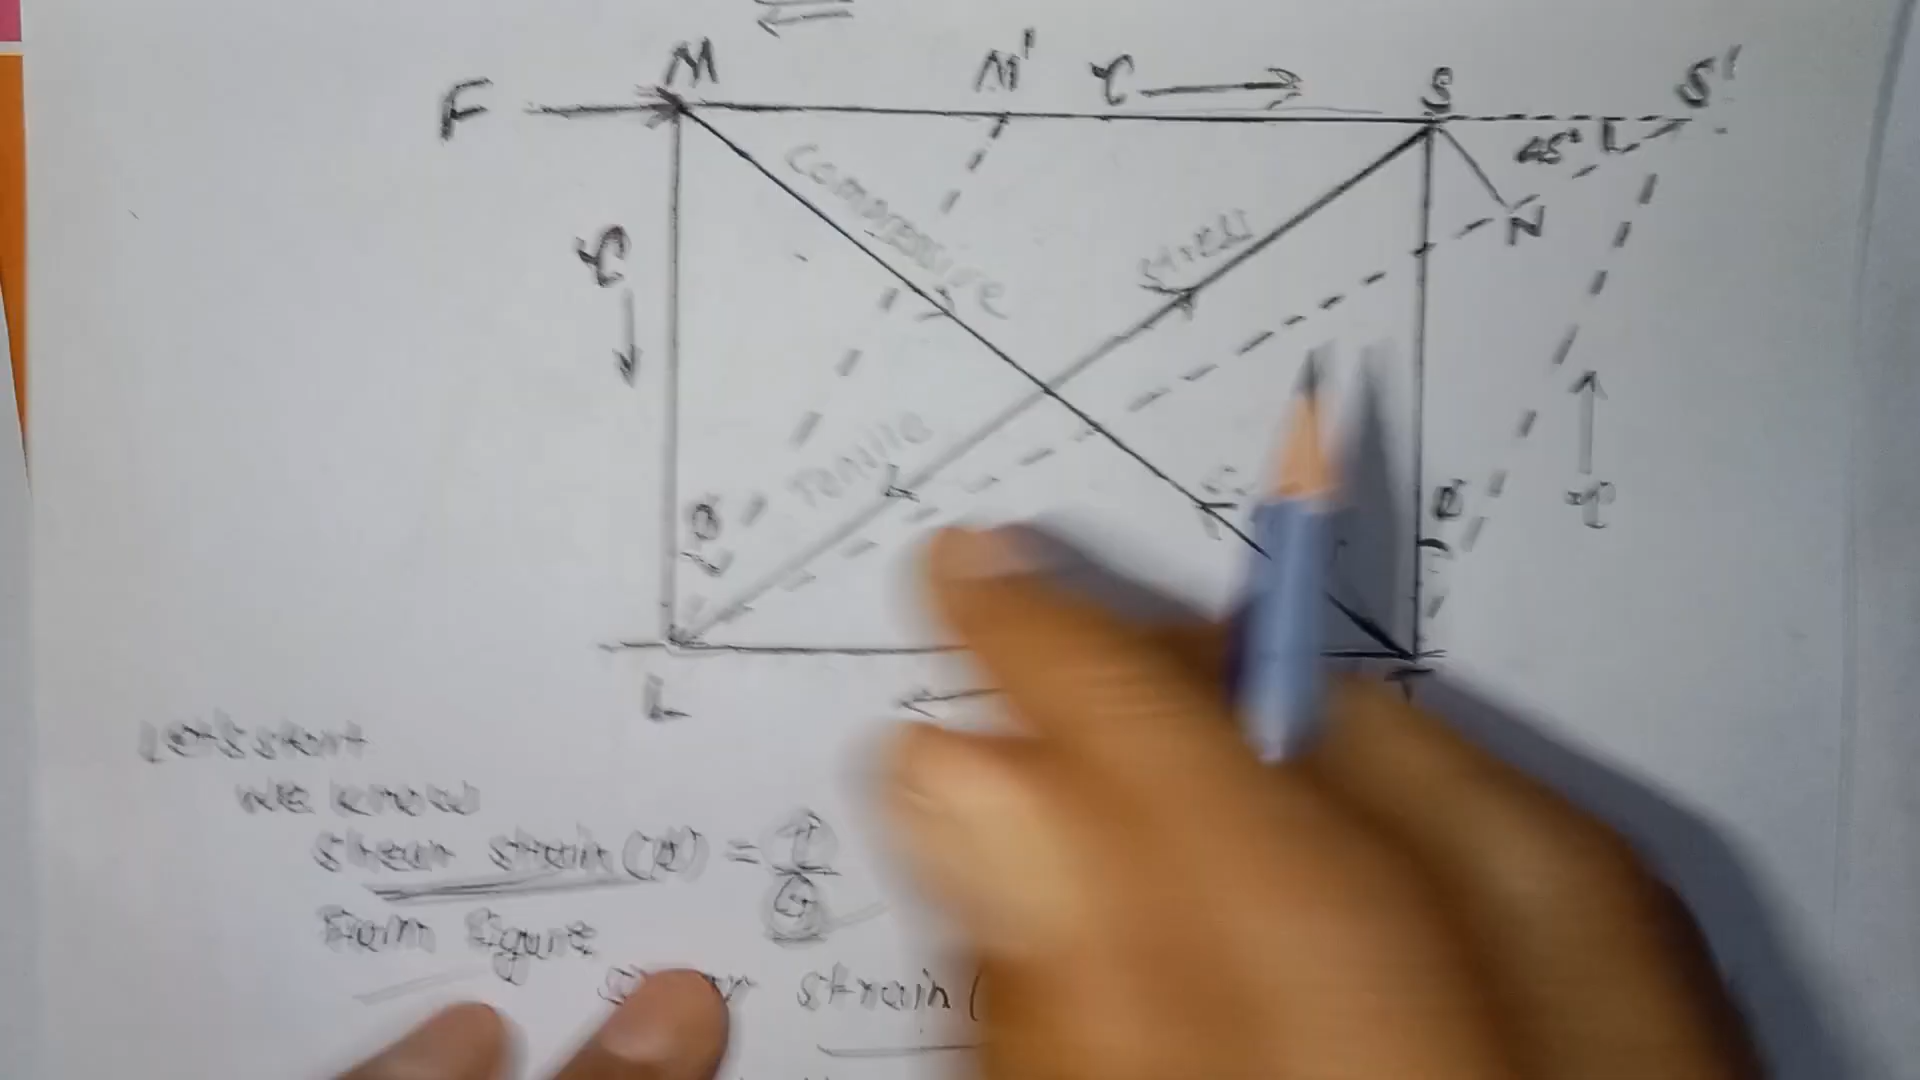 M
M'
τ
S
S'
F
45°
compressive
stress
N
τ
Tensile
Ø
Ø
τ
L
T
Let's start
we know
shear strain (Ø) = τ/G
From figure
strain (